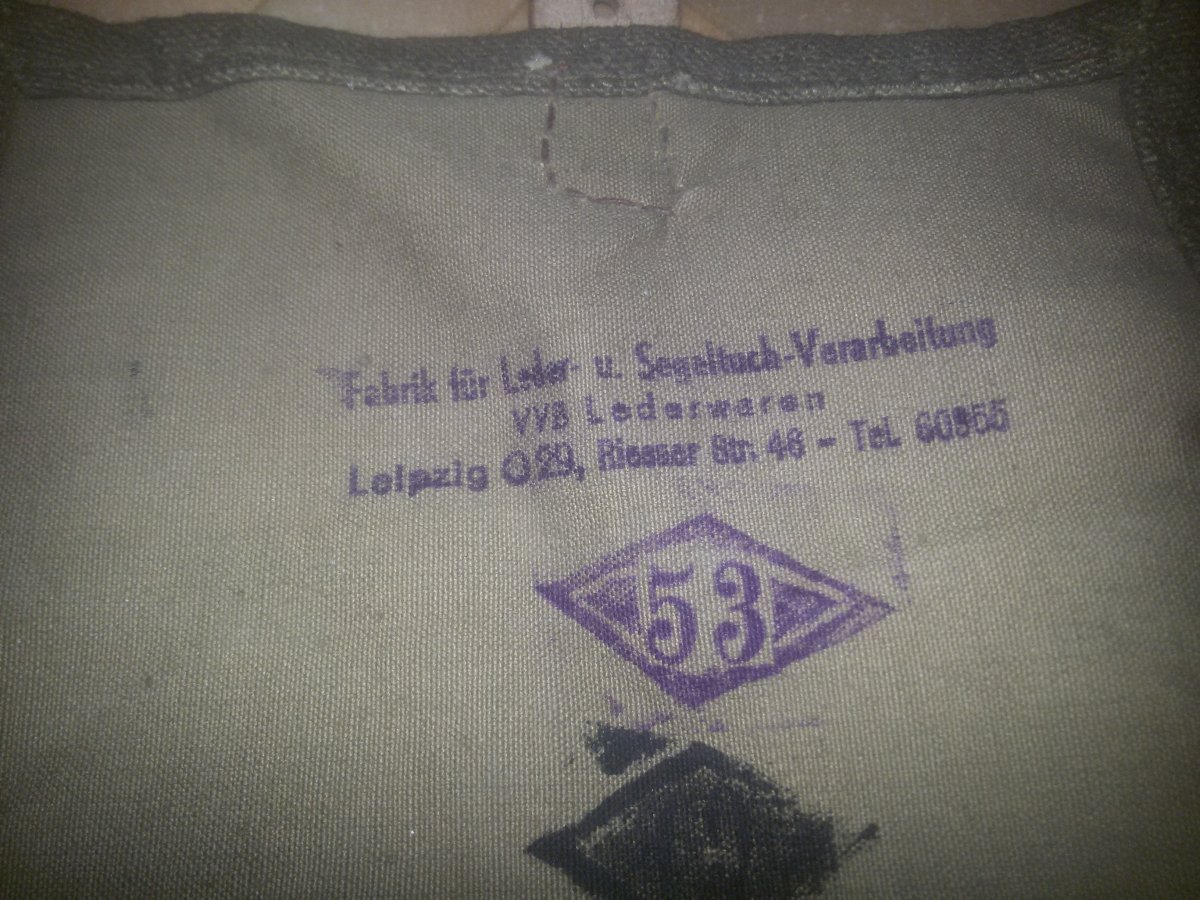 Fabrik für Leder- u. Segeltuch-Verarbeitung
VVB Lederwaren
Leipzig O 29, Riesaer Str. 46 - Tel. 60955
53